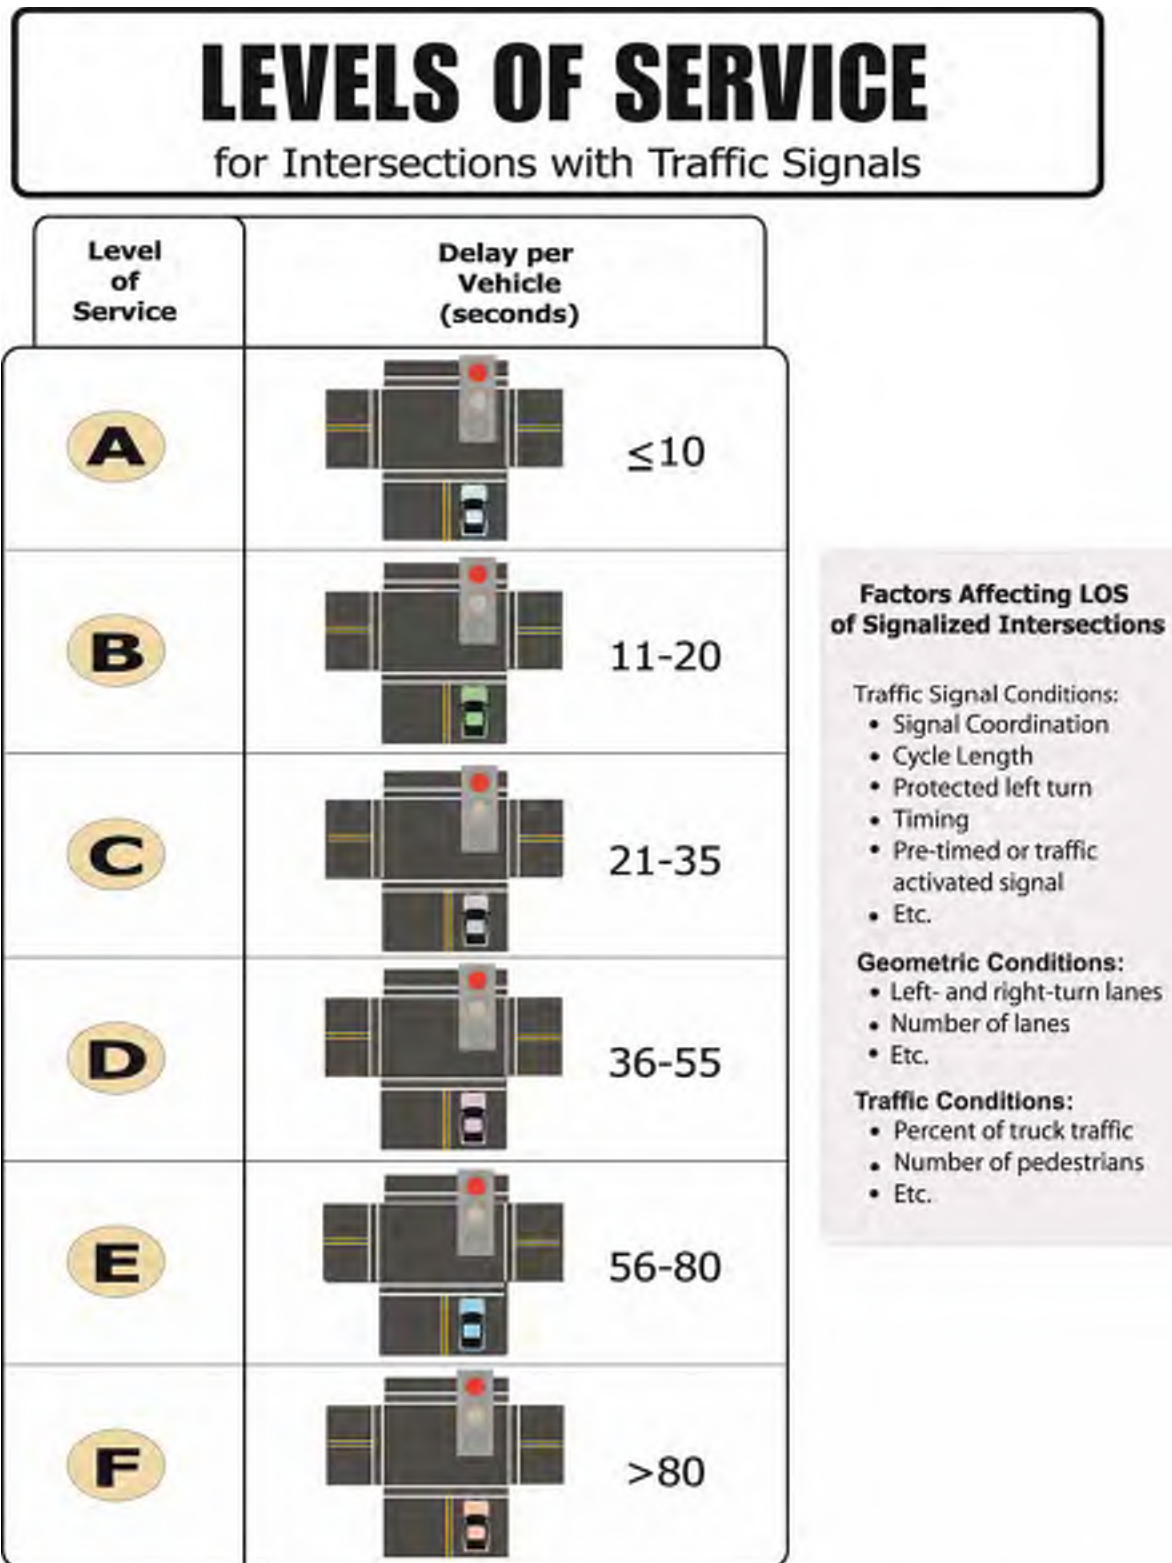 LEVELS OF SERVICE
for Intersections with Traffic Signals
Level
of
Service
Delay per
Vehicle
(seconds)
A
≤10
B
11-20
C
21-35
D
36-55
E
56-80
F
>80
Factors Affecting LOS
of Signalized Intersections
Traffic Signal Conditions:
• Signal Coordination
• Cycle Length
• Protected left turn
• Timing
• Pre-timed or traffic
activated signal
• Etc.
Geometric Conditions:
• Left- and right-turn lanes
• Number of lanes
• Etc.
Traffic Conditions:
• Percent of truck traffic
• Number of pedestrians
• Etc.